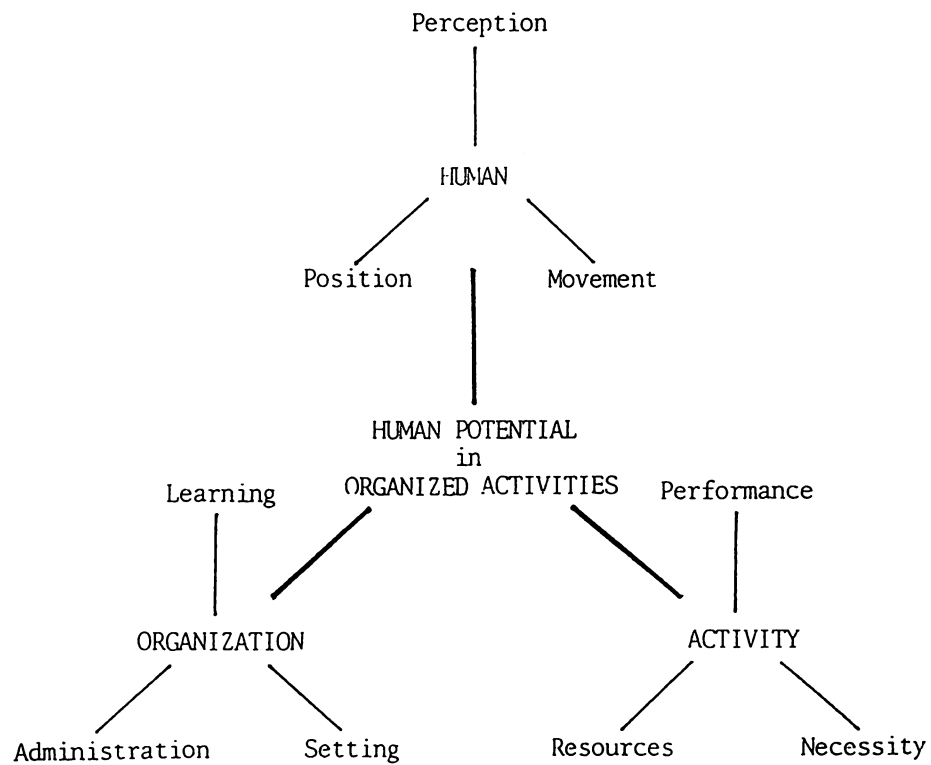 Perception
HUMAN
Position Movement
HUMAN POTENTIAL
in
ORGANIZED ACTIVITIES
Learning Performance
ORGANIZATION ACTIVITY
Administration Setting Resources Necessity